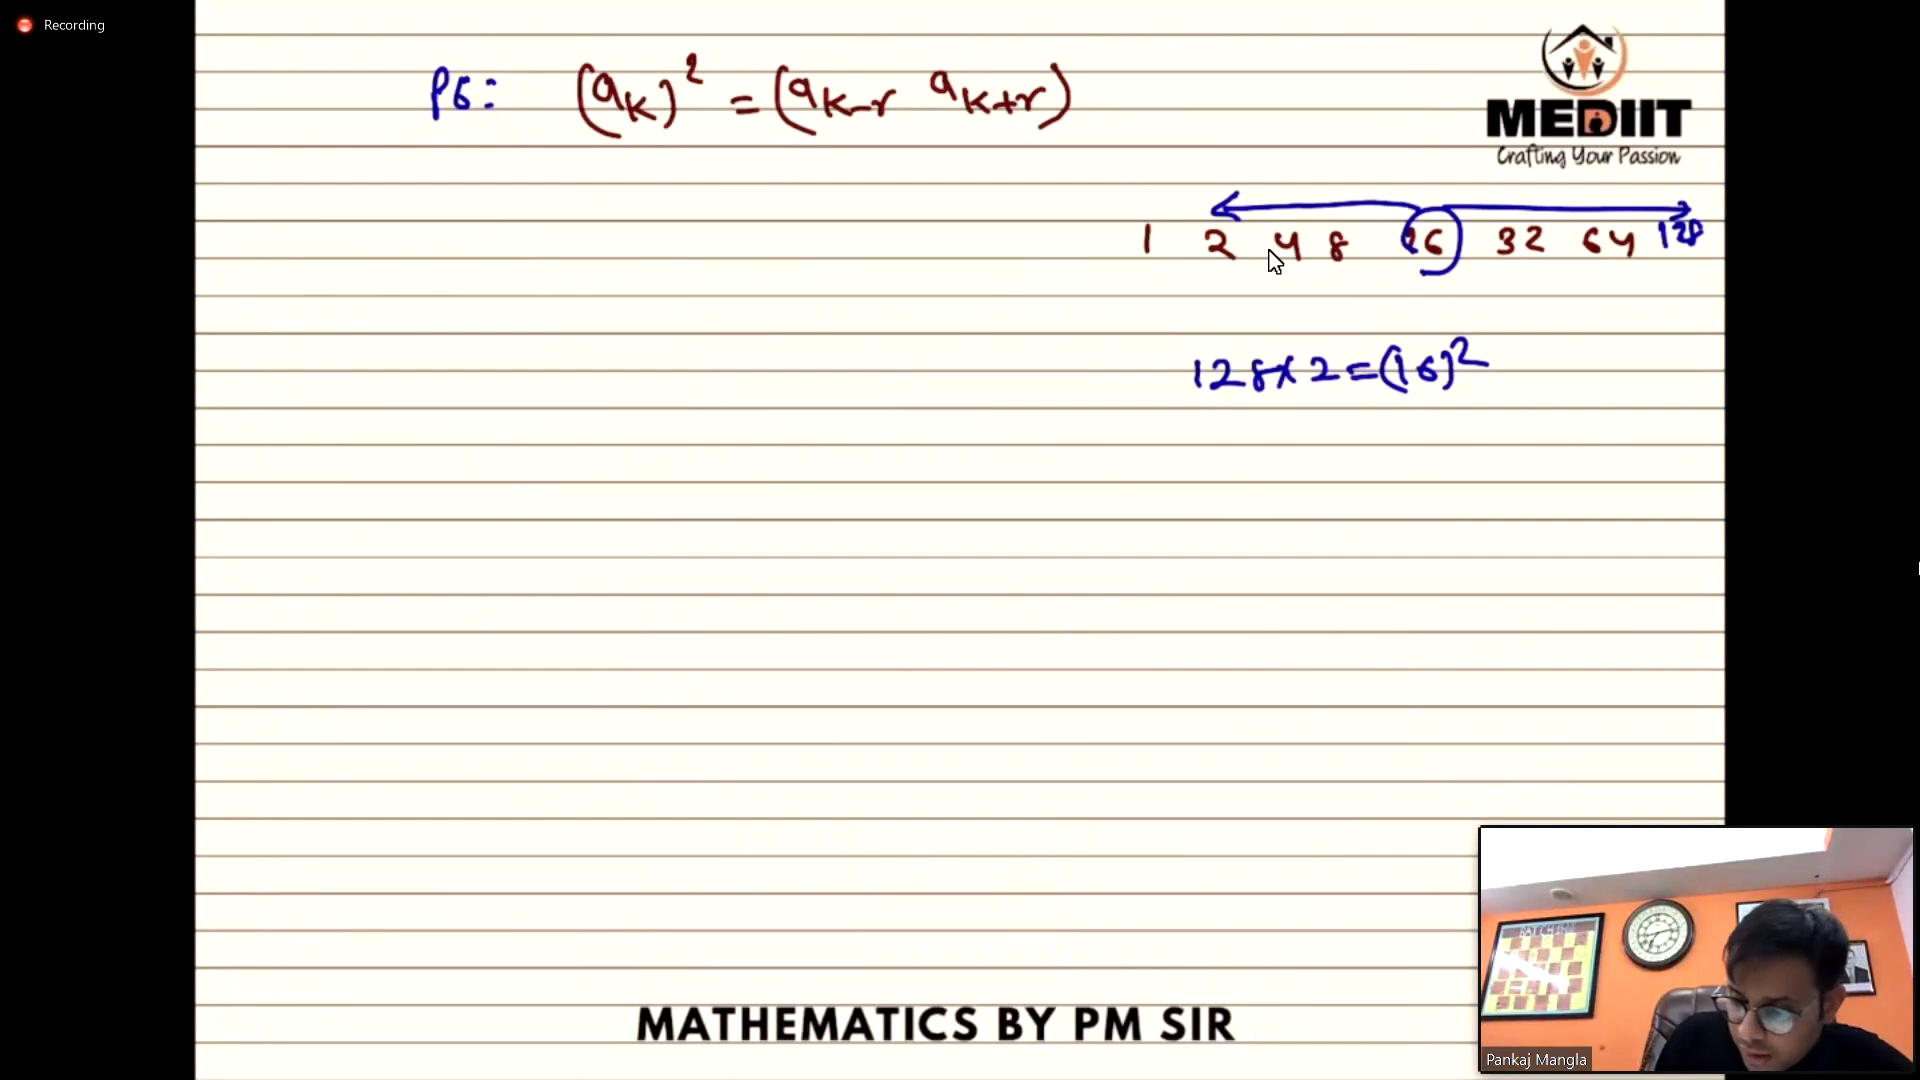 Recording
P6: (a_k)² = (a_{k-r} a_{k+r})
MEDIIT
Crafting Your Passion
1 2 4 8 16 32 64 128
128 × 2 = (16)²
MATHEMATICS BY PM SIR
Pankaj Mangla